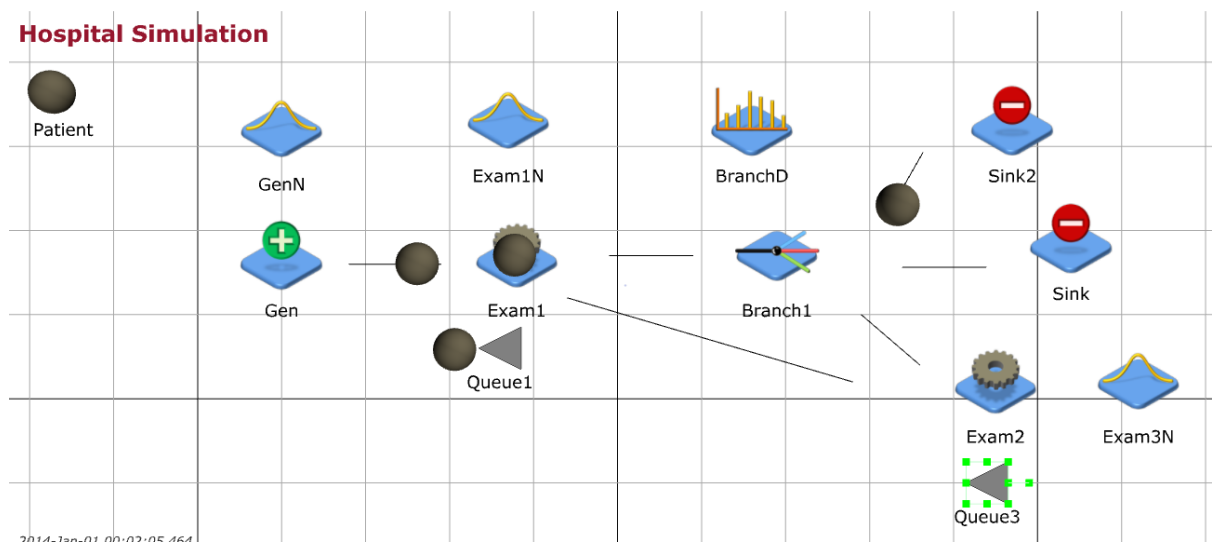 Hospital Simulation
Patient
GenN
Exam1N
BranchD
Sink2
Gen
Exam1
Branch1
Sink
Queue1
Exam2
Exam3N
Queue3
2014-Jan-01 00:02:05.464